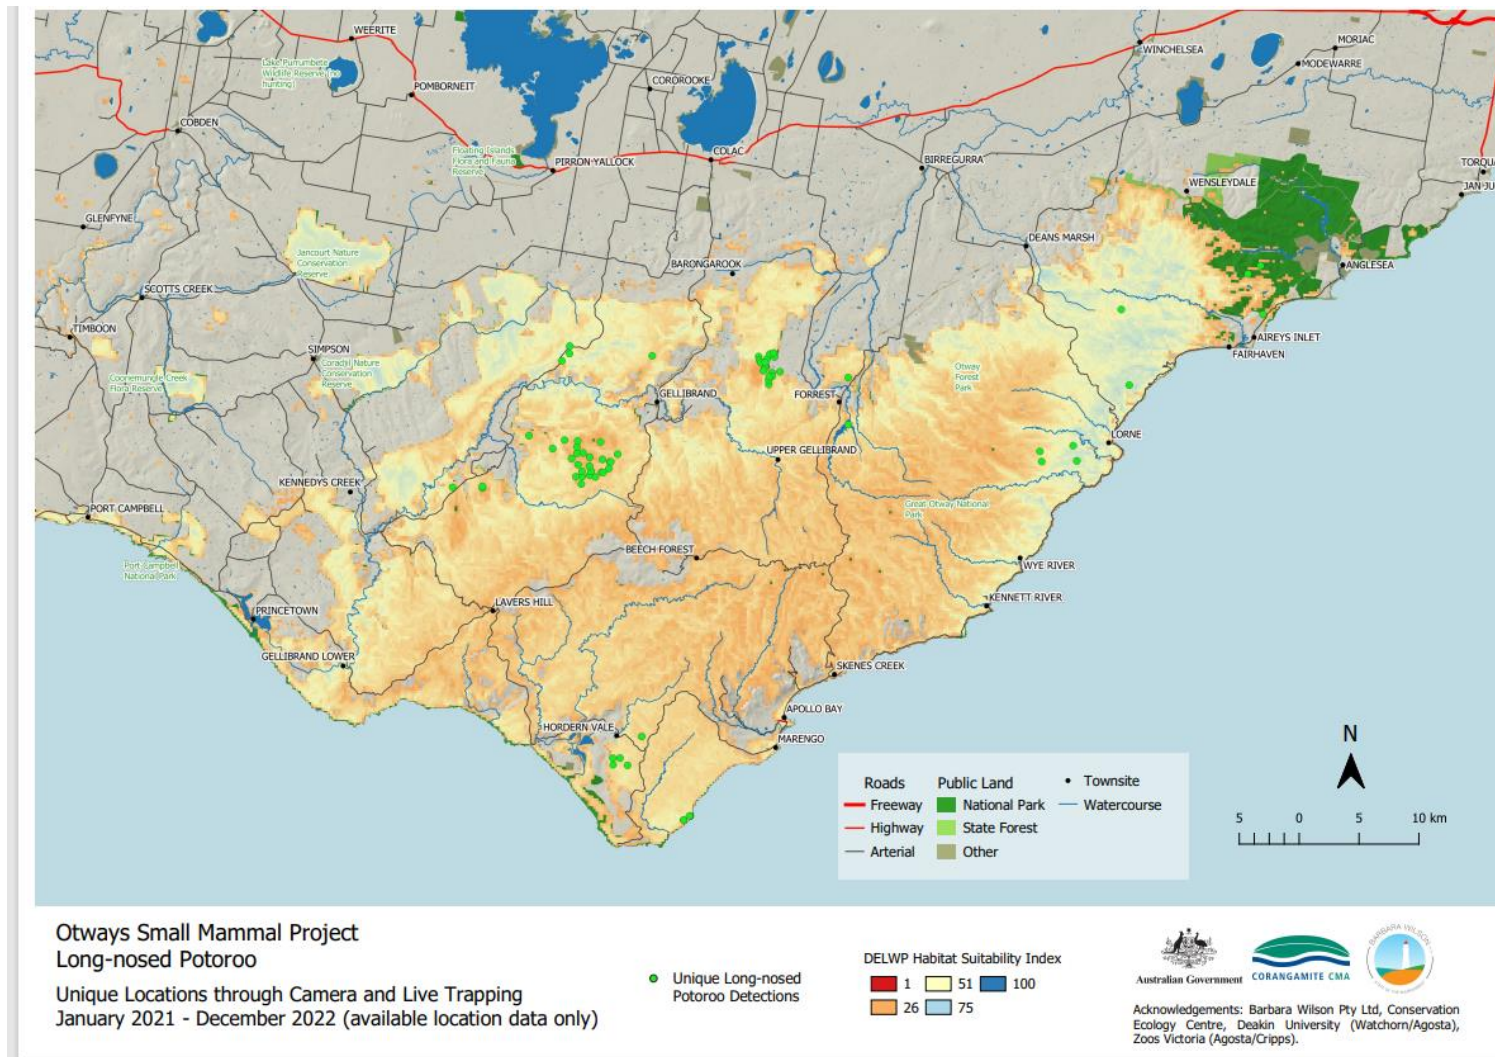 WEERITE
Lake Purrumbete
Wildlife Reserve (no
hunting)
POMBORNEIT
COROROOKE
WINCHELSEA
MORIAC
MODEWARRE
COBDEN
Floating Islands
Flora and Fauna
Reserve
PIRRON YALLOCK
COLAC
BIRREGURRA
TORQU
JAN JU
WENSLEYDALE
GLENFYNE
DEANS MARSH
Jancourt Nature
Conservation
Reserve
BARONGAROOK
ANGLESEA
SCOTTS CREEK
TIMBOON
SIMPSON
Coradjil Nature
Conservation
Reserve
AIREYS INLET
FAIRHAVEN
Coonemungle Creek
Flora Reserve
Otway
Forest
Park
GELLIBRAND
FORREST
LORNE
UPPER GELLIBRAND
KENNEDYS CREEK
PORT CAMPBELL
Great Otway National
Park
BEECH FOREST
Port Campbell
National Park
WYE RIVER
KENNETT RIVER
PRINCETOWN
LAVERS HILL
GELLIBRAND LOWER
SKENES CREEK
APOLLO BAY
HORDERN VALE
MARENGO
N
Roads
Freeway
Highway
Arterial
Public Land
National Park
State Forest
Other
Townsite
Watercourse
5 0 5 10 km
Otways Small Mammal Project
Long-nosed Potoroo
Unique Locations through Camera and Live Trapping
January 2021 - December 2022 (available location data only)
Unique Long-nosed
Potoroo Detections
DELWP Habitat Suitability Index
1 51 100
26 75
Australian Government
CORANGAMITE CMA
BARBARA WILSON
Acknowledgements: Barbara Wilson Pty Ltd, Conservation
Ecology Centre, Deakin University (Watchorn/Agosta),
Zoos Victoria (Agosta/Cripps).